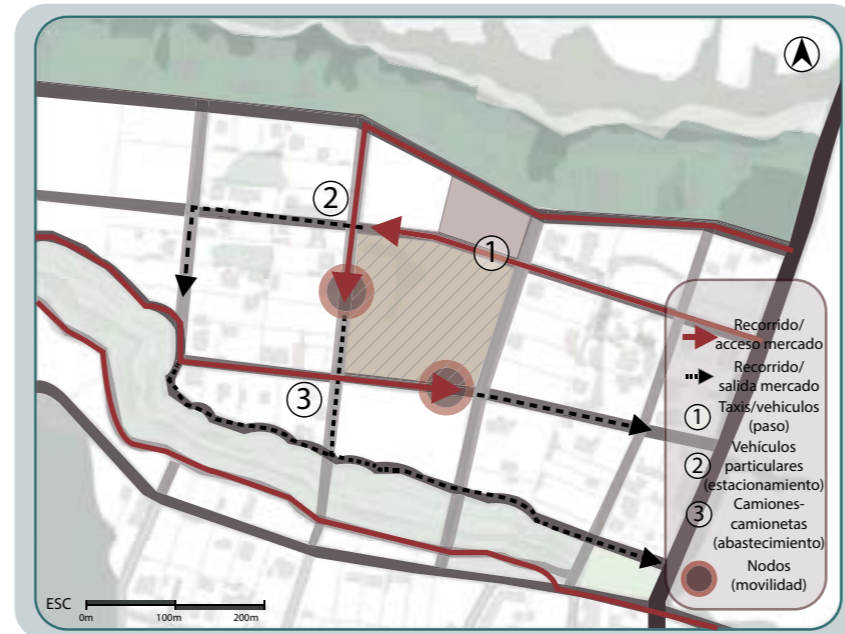 2
1
3
Recorrido/
acceso mercado
Recorrido/
salida mercado
1 Taxis/vehiculos
(paso)
Vehículos
2 particulares
(estacionamiento)
3 Camiones-
camionetas
(abastecimiento)
Nodos
(movilidad)
ESC
0m 100m 200m